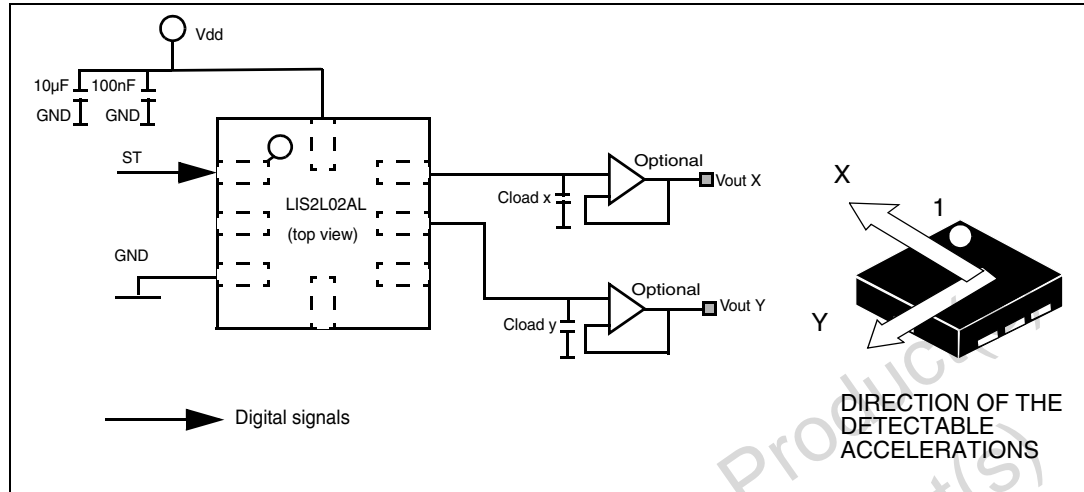 Vdd
10µF 100nF
GND GND
ST
LIS2L02AL
(top view)
GND
Optional
Cload x
Vout X
Optional
Cload y
Vout Y
Digital signals
X
1
Y
DIRECTION OF THE
DETECTABLE
ACCELERATIONS
Product(s)